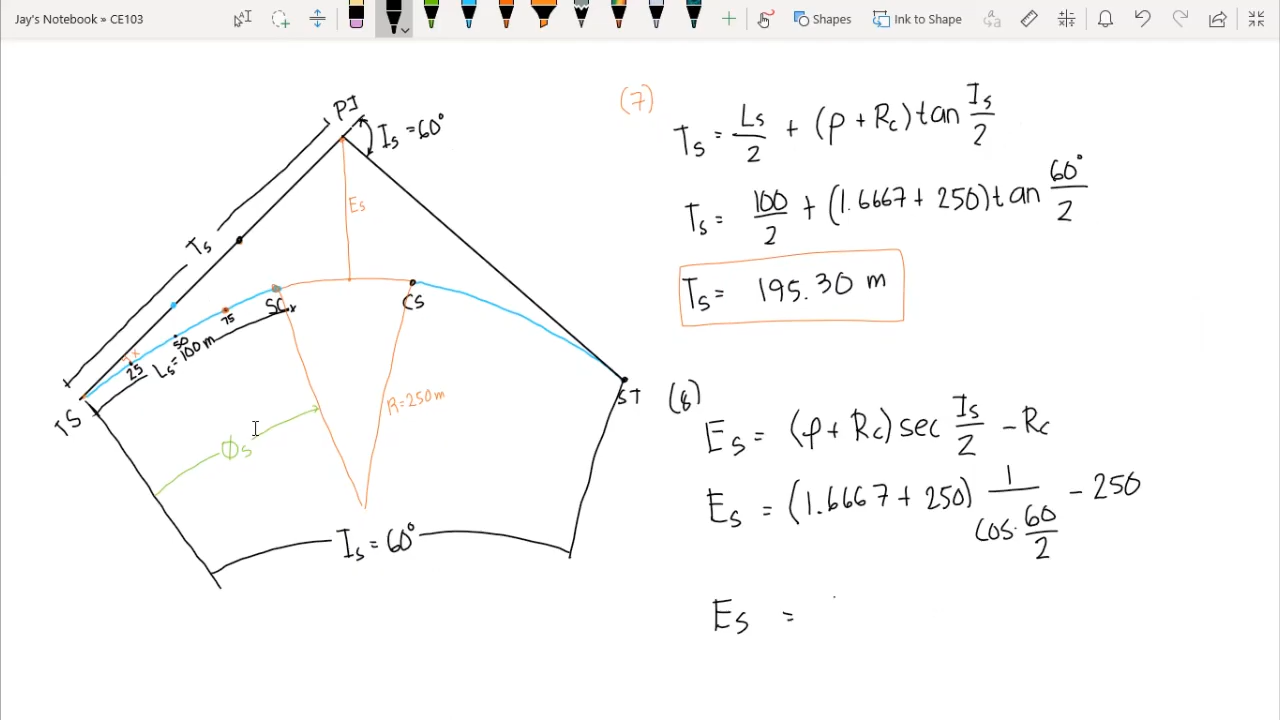 Jay's Notebook » CE103
Shapes
Ink to Shape
PI
Is = 60°
Es
Ts
SC
CS
75
50
25
Ls = 100 m
TS
ST
R = 250 m
Øs
Is = 60°
(7)
Ts = Ls/2 + (p + Rc) tan Is/2
Ts = 100/2 + (1.6667 + 250) tan 60°/2
Ts = 195.30 m
(8)
Es = (p + Rc) sec Is/2 - Rc
Es = (1.6667 + 250) 1/cos 60/2 - 250
Es =